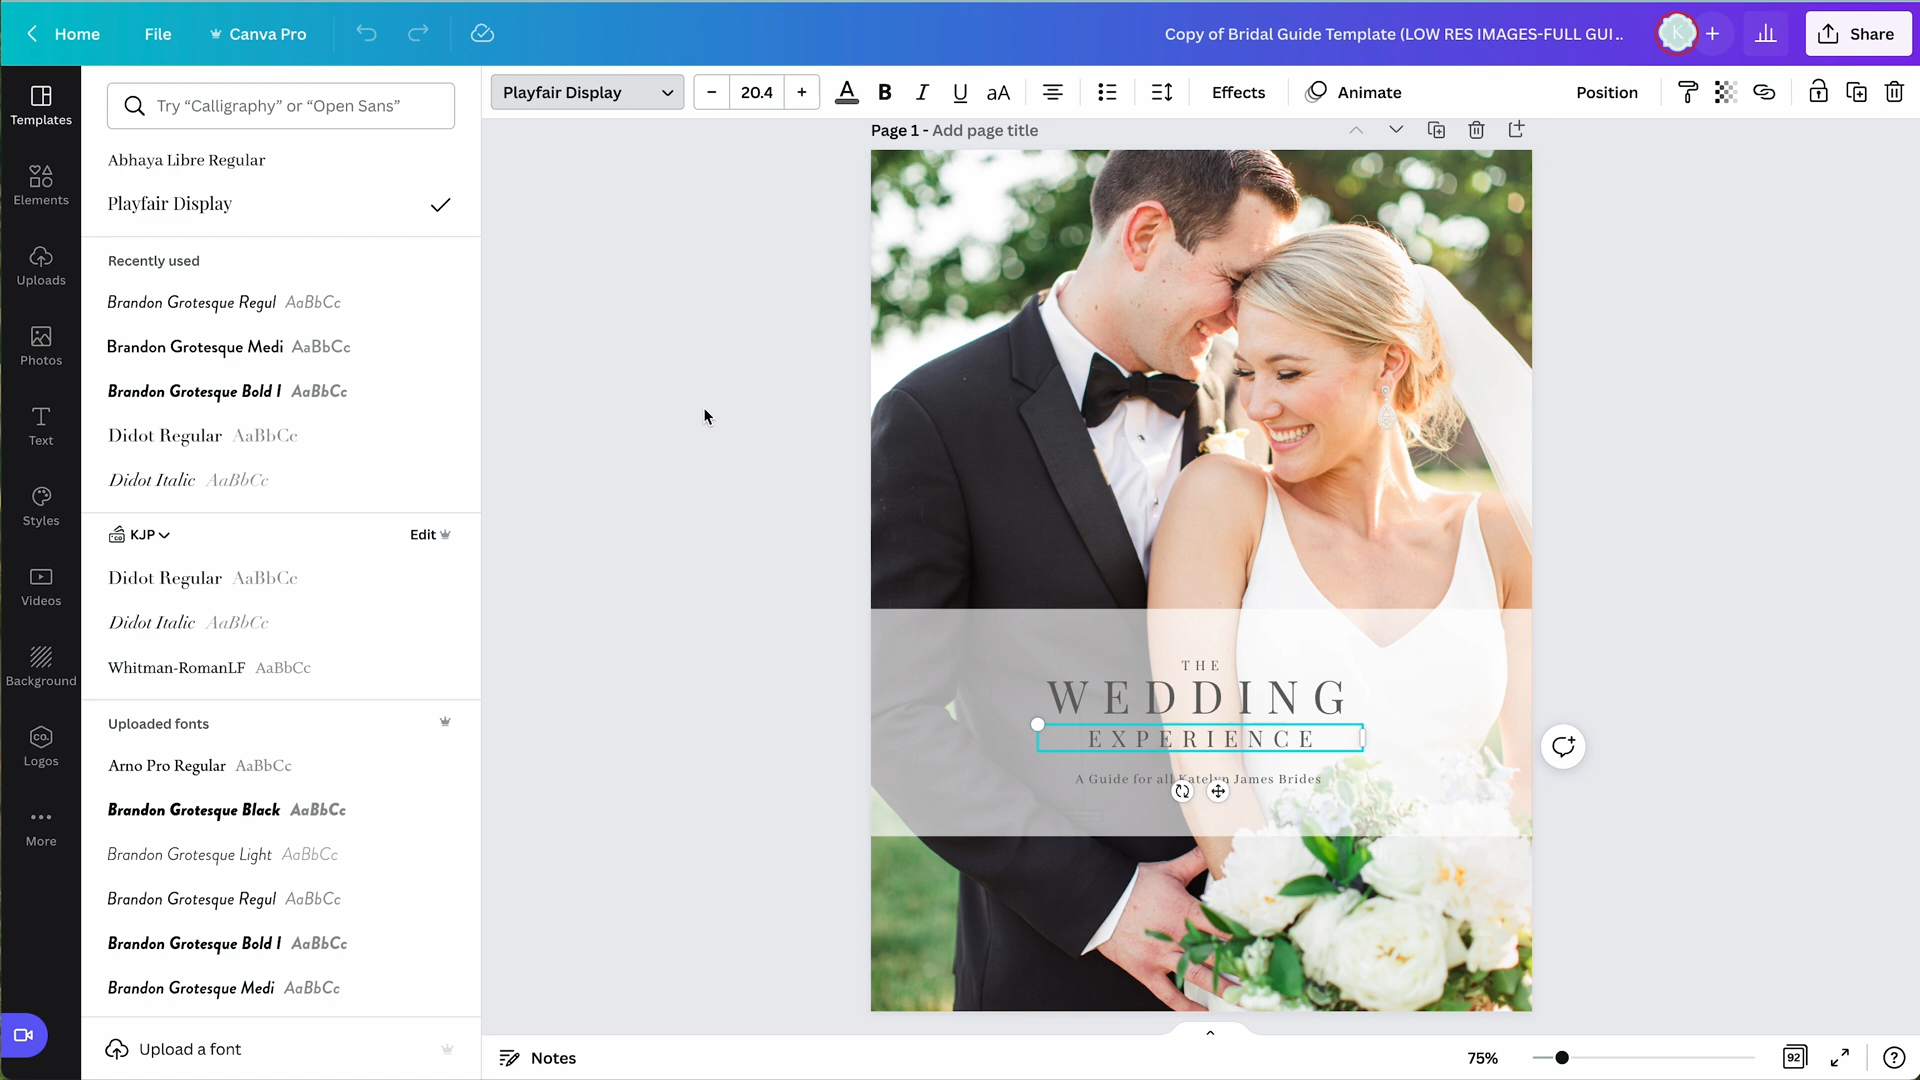 Home File Canva Pro Copy of Bridal Guide Template (LOW RES IMAGES-FULL GUI.. K + Share
Playfair Display - 20.4 + A B I U aA Effects Animate Position
Templates
Elements
Uploads
Photos
Text
Styles
Videos
Background
CO.
Logos
More
Try “Calligraphy” or “Open Sans”
Abhaya Libre Regular
Playfair Display
Recently used
Brandon Grotesque Regul AaBbCc
Brandon Grotesque Medi AaBbCc
Brandon Grotesque Bold I AaBbCc
Didot Regular AaBbCc
Didot Italic AaBbCc
KJP Edit
Didot Regular AaBbCc
Didot Italic AaBbCc
Whitman-RomanLF AaBbCc
Uploaded fonts
Arno Pro Regular AaBbCc
Brandon Grotesque Black AaBbCc
Brandon Grotesque Light AaBbCc
Brandon Grotesque Regul AaBbCc
Brandon Grotesque Bold I AaBbCc
Brandon Grotesque Medi AaBbCc
Upload a font
Page 1 - Add page title
THE
WEDDING
EXPERIENCE
A Guide for all Katelyn James Brides
Notes 75% 92 ?